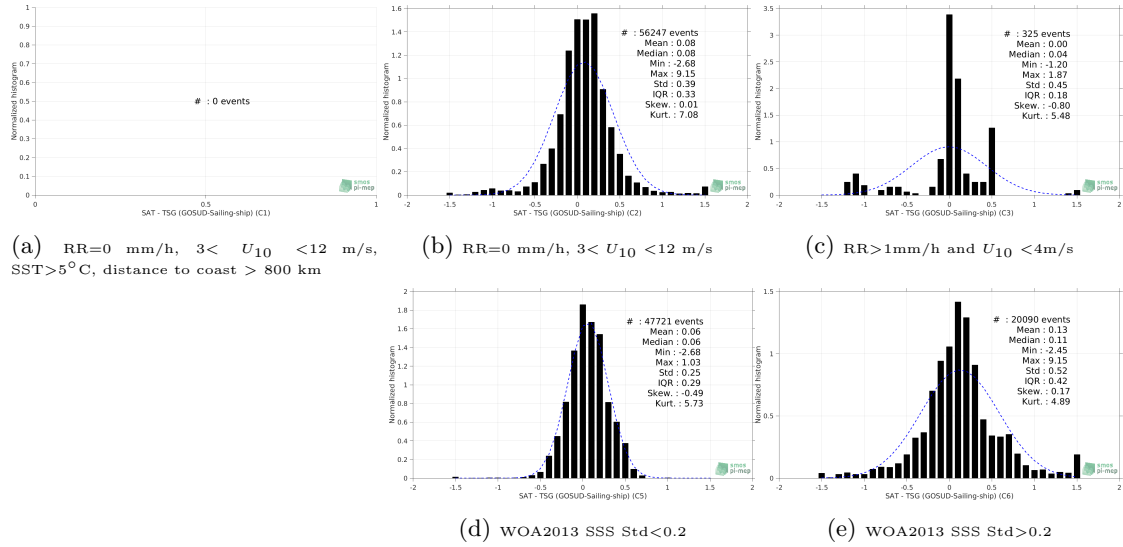 1
0.9
0.8
0.7
0.6
0.5
0.4
0.3
0.2
0.1
0
Normalized histogram
# : 0 events
0 0.5 1
SAT - TSG (GOSUD-Sailing-ship) (C1)
smos
pi-mep
(a) RR=0 mm/h, 3< U10 <12 m/s,
SST>5°C, distance to coast > 800 km
1.6
1.4
1.2
1
0.8
0.6
0.4
0.2
0
Normalized histogram
# : 56247 events
Mean : 0.08
Median : 0.08
Min : -2.68
Max : 9.15
Std : 0.39
IQR : 0.33
Skew. : 0.01
Kurt. : 7.08
-2 -1.5 -1 -0.5 0 0.5 1 1.5 2
SAT - TSG (GOSUD-Sailing-ship) (C2)
smos
pi-mep
(b) RR=0 mm/h, 3< U10 <12 m/s
3.5
3
2.5
2
1.5
1
0.5
0
Normalized histogram
# : 325 events
Mean : 0.00
Median : 0.04
Min : -1.20
Max : 1.87
Std : 0.45
IQR : 0.18
Skew. : -0.80
Kurt. : 5.48
-2 -1.5 -1 -0.5 0 0.5 1 1.5 2
SAT - TSG (GOSUD-Sailing-ship) (C3)
smos
pi-mep
(c) RR>1mm/h and U10 <4m/s
2
1.8
1.6
1.4
1.2
1
0.8
0.6
0.4
0.2
0
Normalized histogram
# : 47721 events
Mean : 0.06
Median : 0.06
Min : -2.68
Max : 1.03
Std : 0.25
IQR : 0.29
Skew. : -0.49
Kurt. : 5.73
-2 -1.5 -1 -0.5 0 0.5 1 1.5 2
SAT - TSG (GOSUD-Sailing-ship) (C5)
smos
pi-mep
(d) WOA2013 SSS Std<0.2
1.5
1
0.5
0
Normalized histogram
# : 20090 events
Mean : 0.13
Median : 0.11
Min : -2.45
Max : 9.15
Std : 0.52
IQR : 0.42
Skew. : 0.17
Kurt. : 4.89
-2 -1.5 -1 -0.5 0 0.5 1 1.5 2
SAT - TSG (GOSUD-Sailing-ship) (C6)
smos
pi-mep
(e) WOA2013 SSS Std>0.2